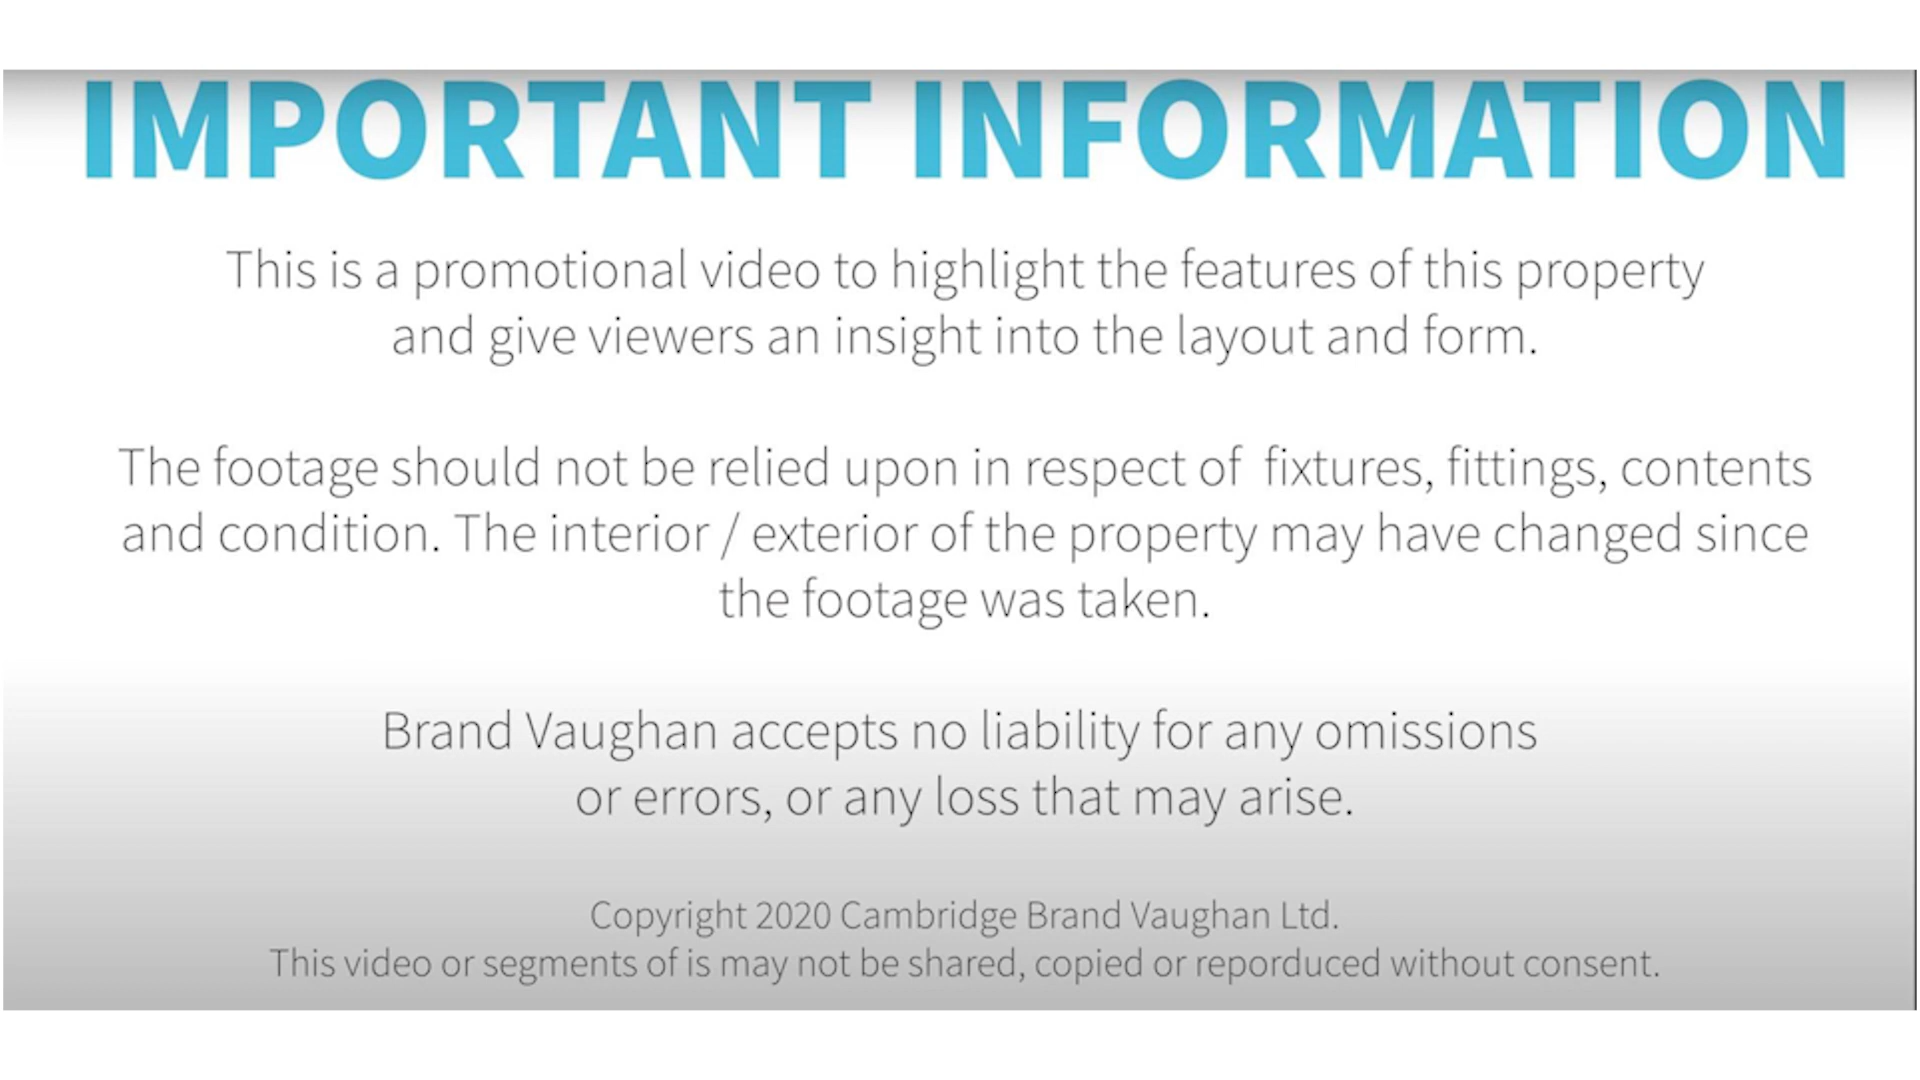 IMPORTANT INFORMATION
This is a promotional video to highlight the features of this property
and give viewers an insight into the layout and form.
The footage should not be relied upon in respect of fixtures, fittings, contents
and condition. The interior / exterior of the property may have changed since
the footage was taken.
Brand Vaughan accepts no liability for any omissions
or errors, or any loss that may arise.
Copyright 2020 Cambridge Brand Vaughan Ltd.
This video or segments of is may not be shared, copied or reporduced without consent.